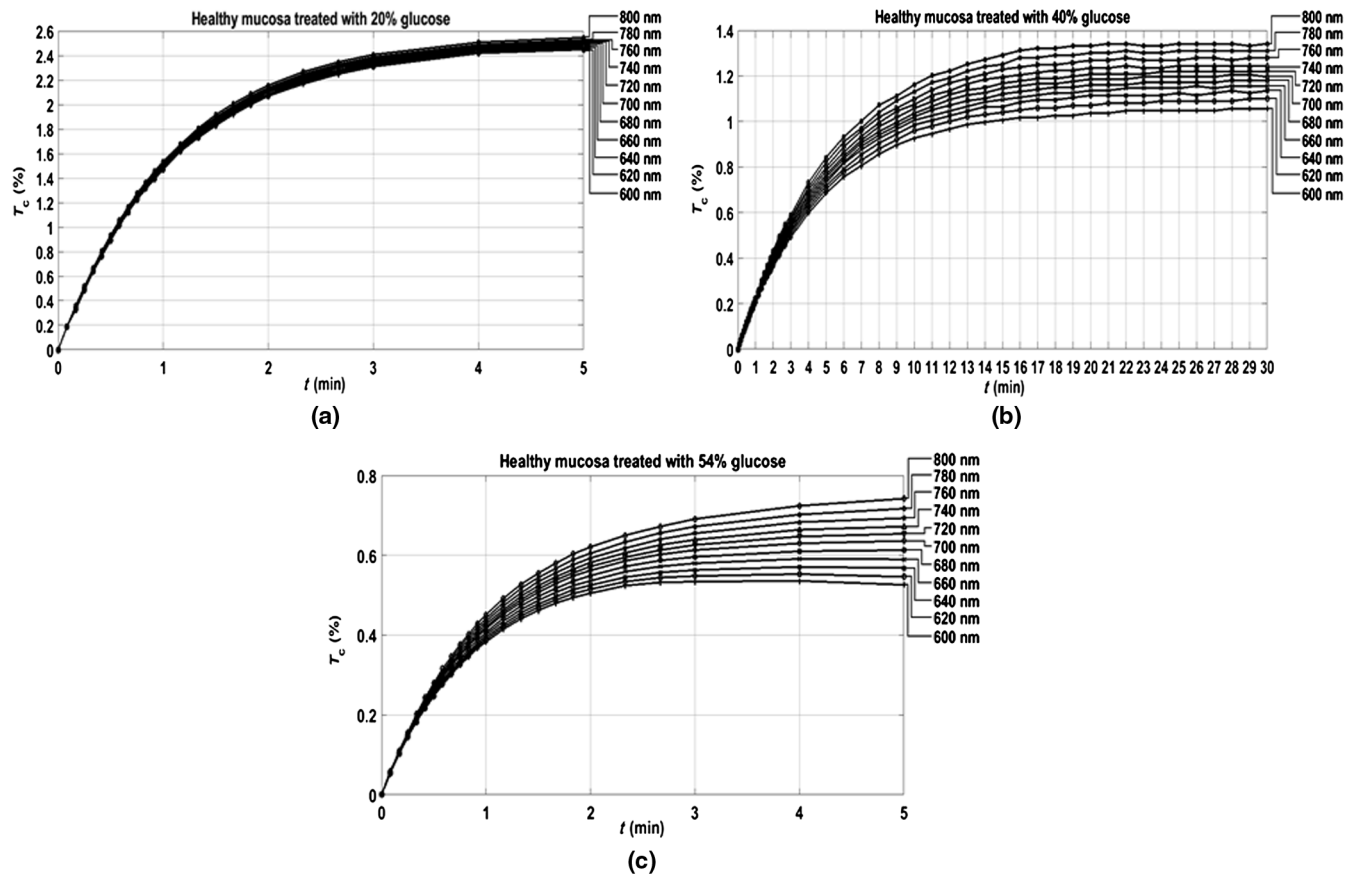 Healthy mucosa treated with 20% glucose
2.6
2.4
2.2
2
1.8
1.6
1.4
1.2
1
0.8
0.6
0.4
0.2
0
Tc (%)
0 1 2 3 4 5
t (min)
800 nm
780 nm
760 nm
740 nm
720 nm
700 nm
680 nm
660 nm
640 nm
620 nm
600 nm
(a)
Healthy mucosa treated with 40% glucose
1.4
1.2
1
0.8
0.6
0.4
0.2
0
Tc (%)
0 1 2 3 4 5 6 7 8 9 10 11 12 13 14 15 16 17 18 19 20 21 22 23 24 25 26 27 28 29 30
t (min)
800 nm
780 nm
760 nm
740 nm
720 nm
700 nm
680 nm
660 nm
640 nm
620 nm
600 nm
(b)
Healthy mucosa treated with 54% glucose
0.8
0.6
0.4
0.2
0
Tc (%)
0 1 2 3 4 5
t (min)
800 nm
780 nm
760 nm
740 nm
720 nm
700 nm
680 nm
660 nm
640 nm
620 nm
600 nm
(c)